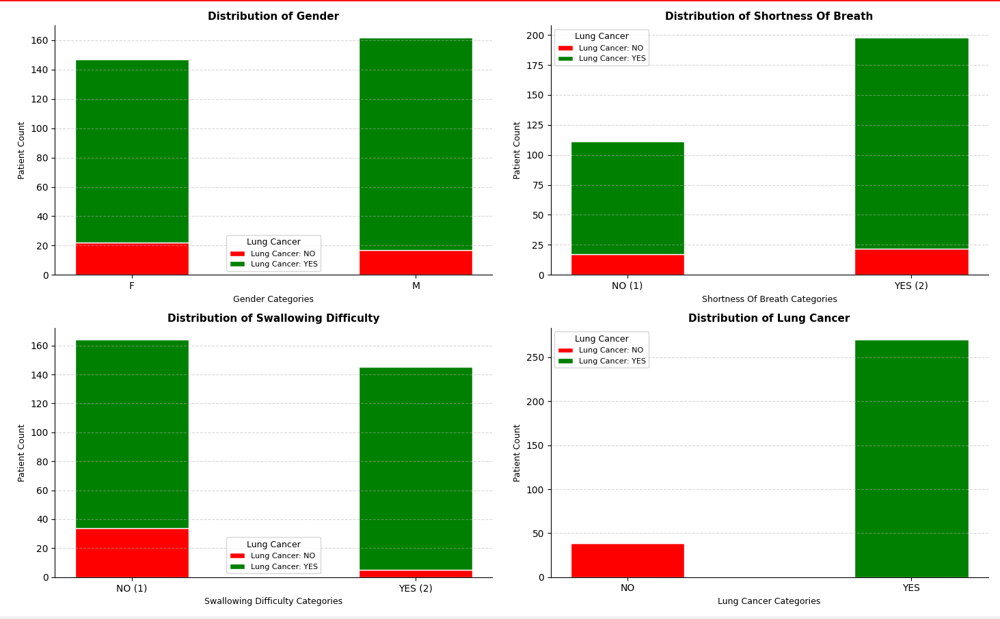 Distribution of Gender
160
140
120
100
80
60
40
20
0
Patient Count
Lung Cancer
Lung Cancer: NO
Lung Cancer: YES
F
M
Gender Categories
Distribution of Shortness Of Breath
200
175
150
125
100
75
50
25
0
Patient Count
Lung Cancer
Lung Cancer: NO
Lung Cancer: YES
NO (1)
YES (2)
Shortness Of Breath Categories
Distribution of Swallowing Difficulty
160
140
120
100
80
60
40
20
0
Patient Count
Lung Cancer
Lung Cancer: NO
Lung Cancer: YES
NO (1)
YES (2)
Swallowing Difficulty Categories
Distribution of Lung Cancer
250
200
150
100
50
0
Patient Count
Lung Cancer
Lung Cancer: NO
Lung Cancer: YES
NO
YES
Lung Cancer Categories